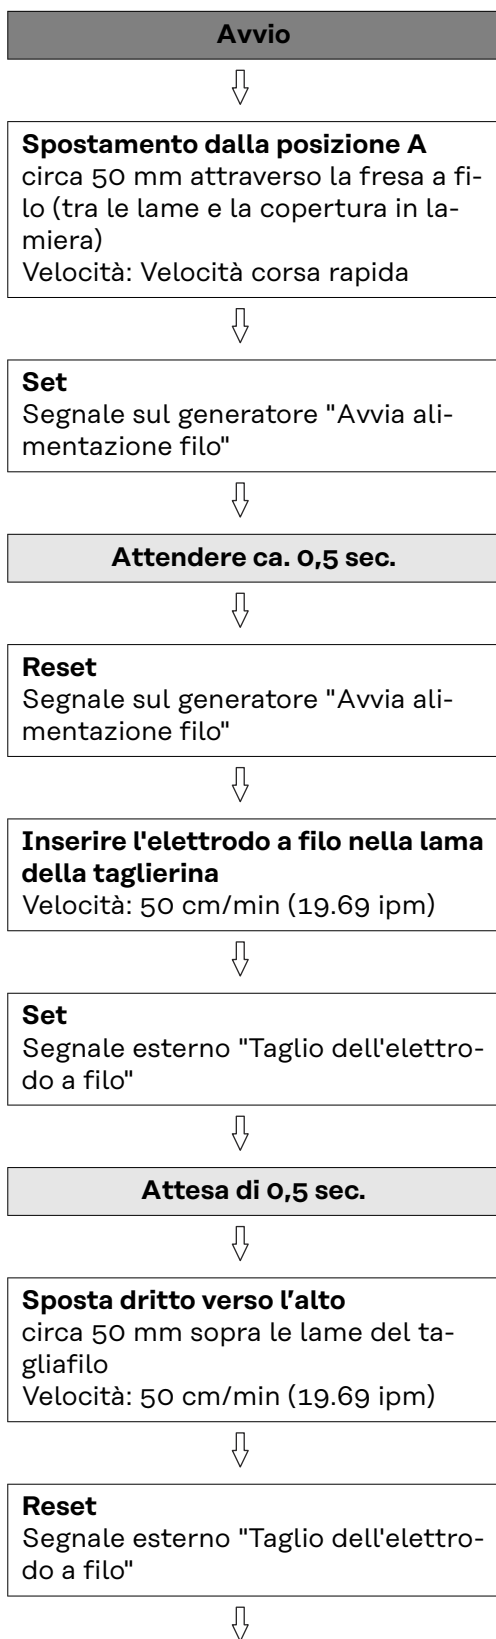 Avvio
Spostamento dalla posizione A
circa 50 mm attraverso la fresa a fi-
lo (tra le lame e la copertura in la-
miera)
Velocità: Velocità corsa rapida
Set
Segnale sul generatore "Avvia ali-
mentazione filo"
Attendere ca. 0,5 sec.
Reset
Segnale sul generatore "Avvia ali-
mentazione filo"
Inserire l'elettrodo a filo nella lama
della taglierina
Velocità: 50 cm/min (19.69 ipm)
Set
Segnale esterno "Taglio dell'elettro-
do a filo"
Attesa di 0,5 sec.
Sposta dritto verso l’alto
circa 50 mm sopra le lame del ta-
gliafilo
Velocità: 50 cm/min (19.69 ipm)
Reset
Segnale esterno "Taglio dell'elettro-
do a filo"